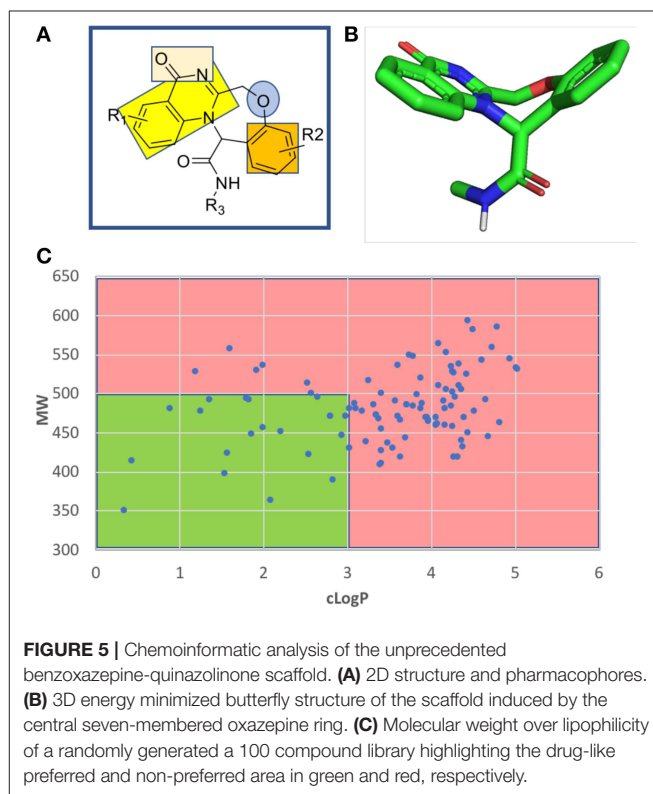 A
B
O
N
O
R1
N
R2
O
NH
R3
C
650
600
550
500
450
400
350
300
MW
0 1 2 3 4 5 6
cLogP
FIGURE 5 | Chemoinformatic analysis of the unprecedented
benzoxazepine-quinazolinone scaffold. (A) 2D structure and pharmacophores.
(B) 3D energy minimized butterfly structure of the scaffold induced by the
central seven-membered oxazepine ring. (C) Molecular weight over lipophilicity
of a randomly generated a 100 compound library highlighting the drug-like
preferred and non-preferred area in green and red, respectively.